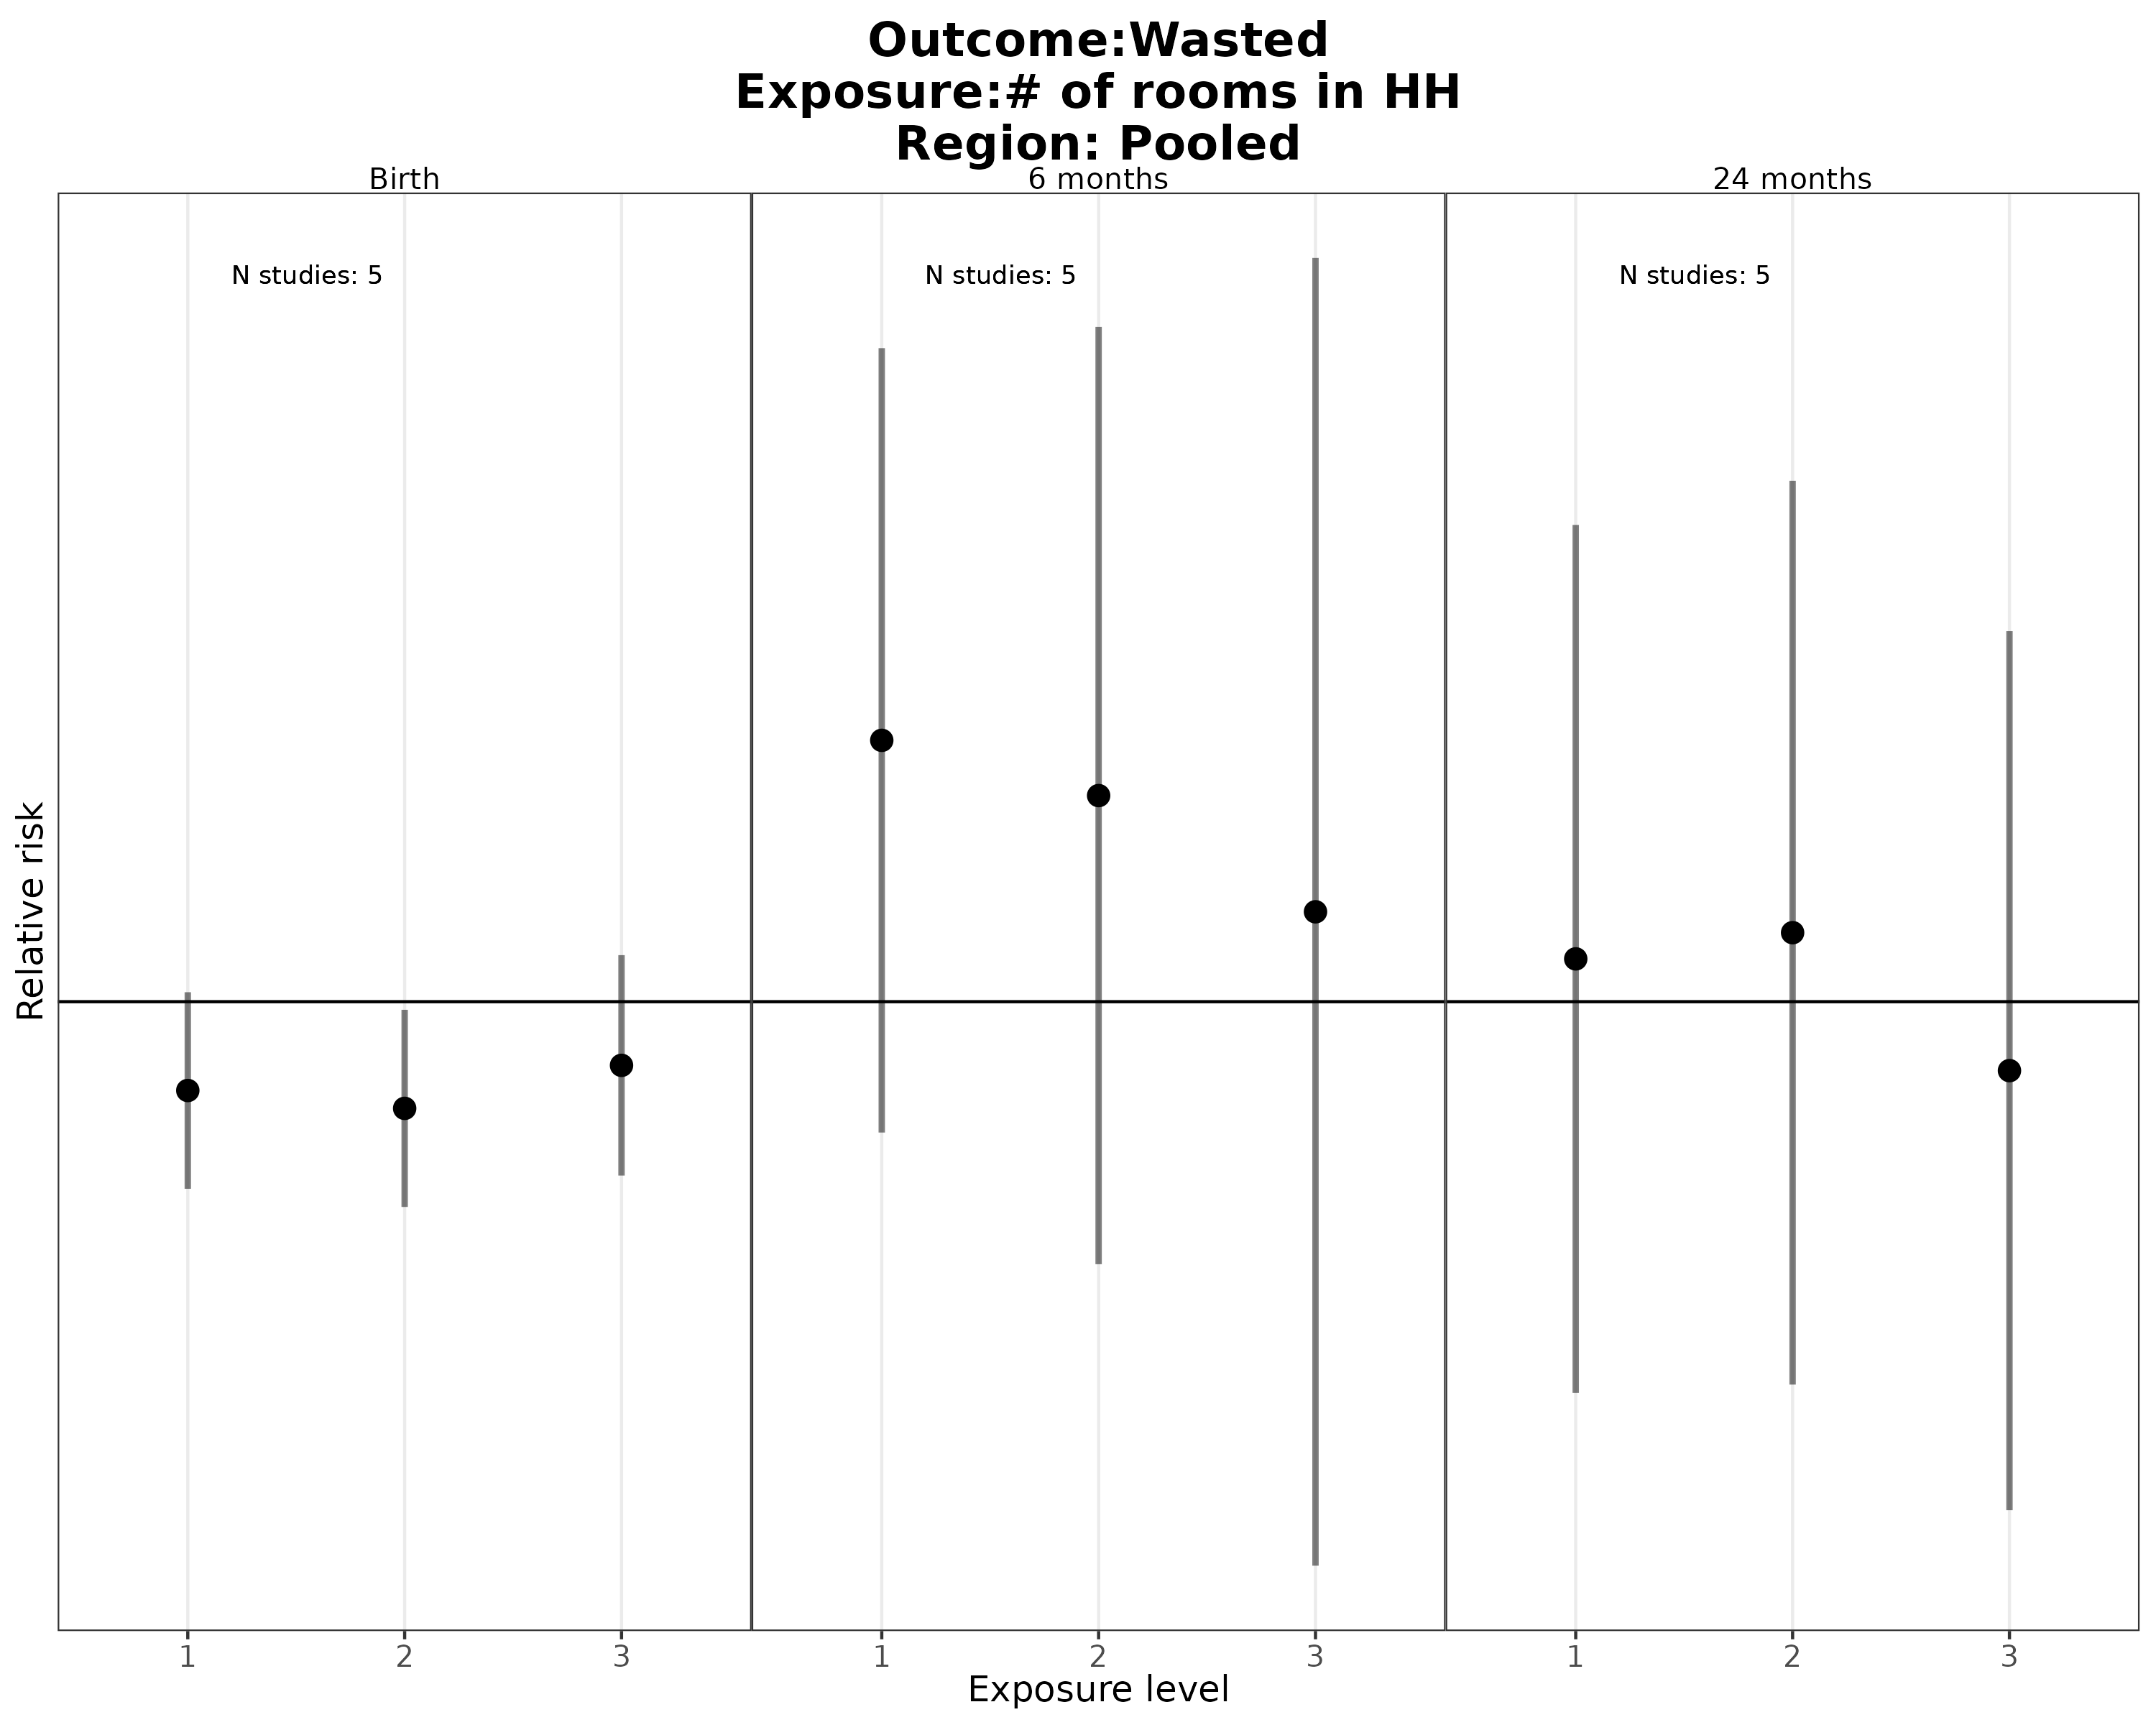 Outcome:Wasted
Exposure:# of rooms in HH
Region: Pooled
Birth
6 months
24 months
N studies: 5
N studies: 5
N studies: 5
Relative risk
1
2
3
1
2
3
1
2
3
Exposure level